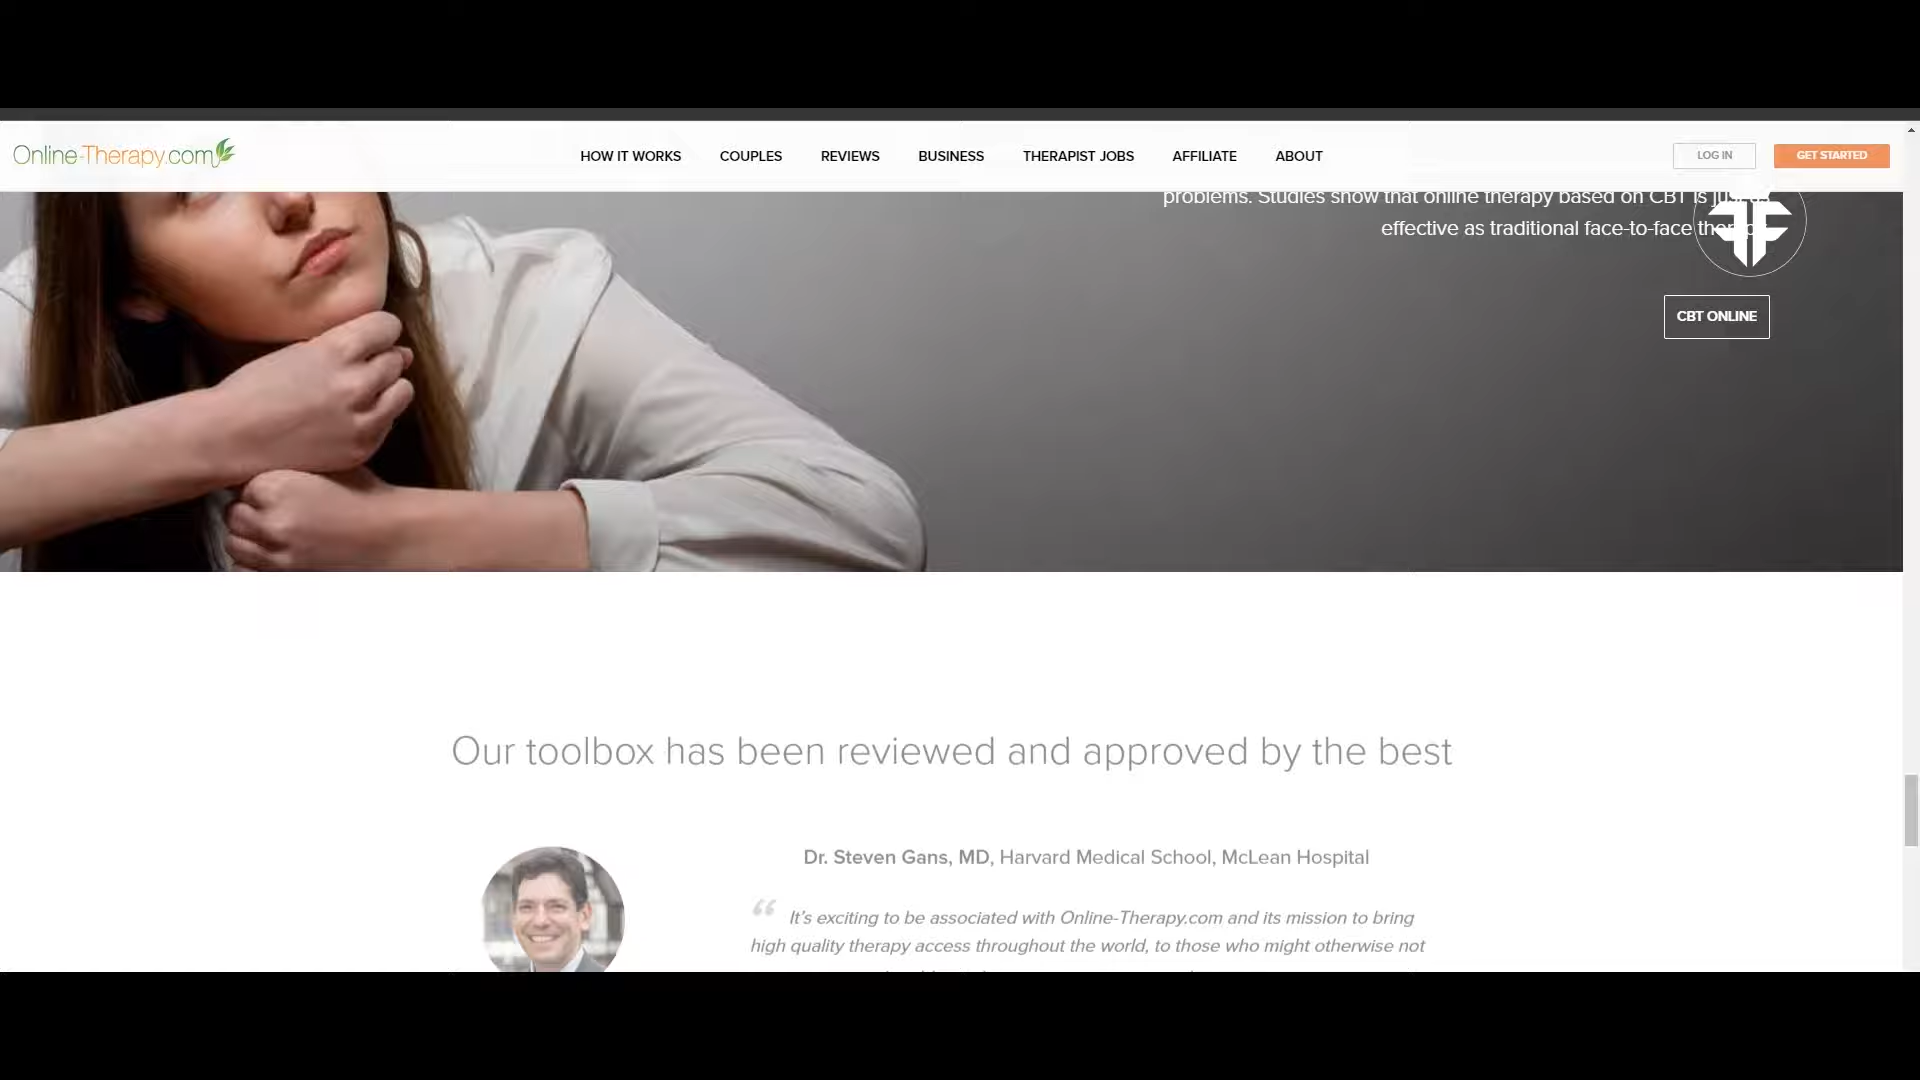 Online-Therapy.com
HOW IT WORKS
COUPLES
REVIEWS
BUSINESS
THERAPIST JOBS
AFFILIATE
ABOUT
LOG IN
GET STARTED
problems. Studies show that online therapy based on CBT is just as
effective as traditional face-to-face
CBT ONLINE
Our toolbox has been reviewed and approved by the best
Dr. Steven Gans, MD, Harvard Medical School, McLean Hospital
“ It’s exciting to be associated with Online-Therapy.com and its mission to bring
high quality therapy access throughout the world, to those who might otherwise not